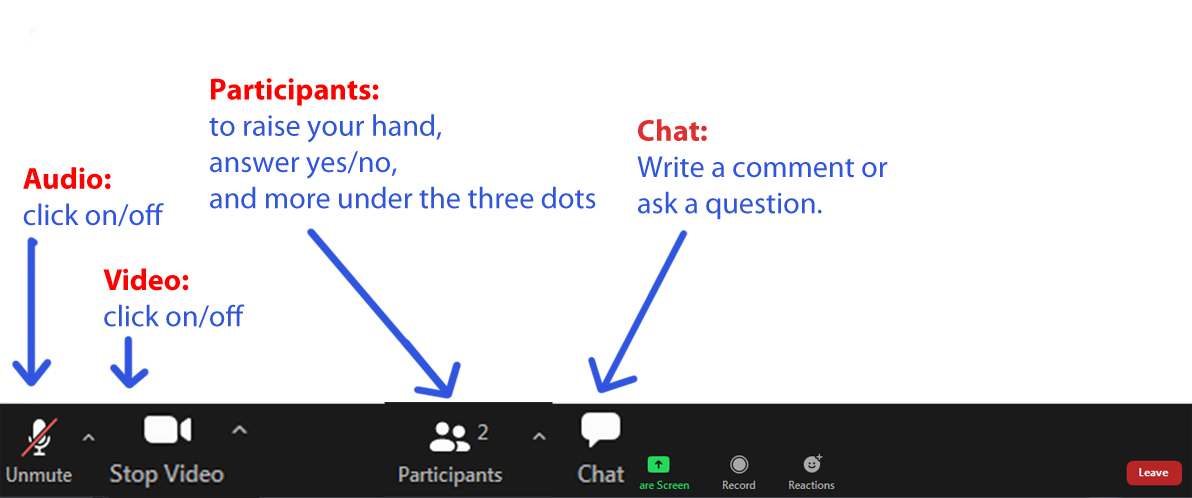 Participants:
to raise your hand,
answer yes/no,
and more under the three dots
Chat:
Write a comment or
ask a question.
Audio:
click on/off
Video:
click on/off
2
Unmute
Stop Video
Participants
Chat
are Screen
Record
Reactions
Leave